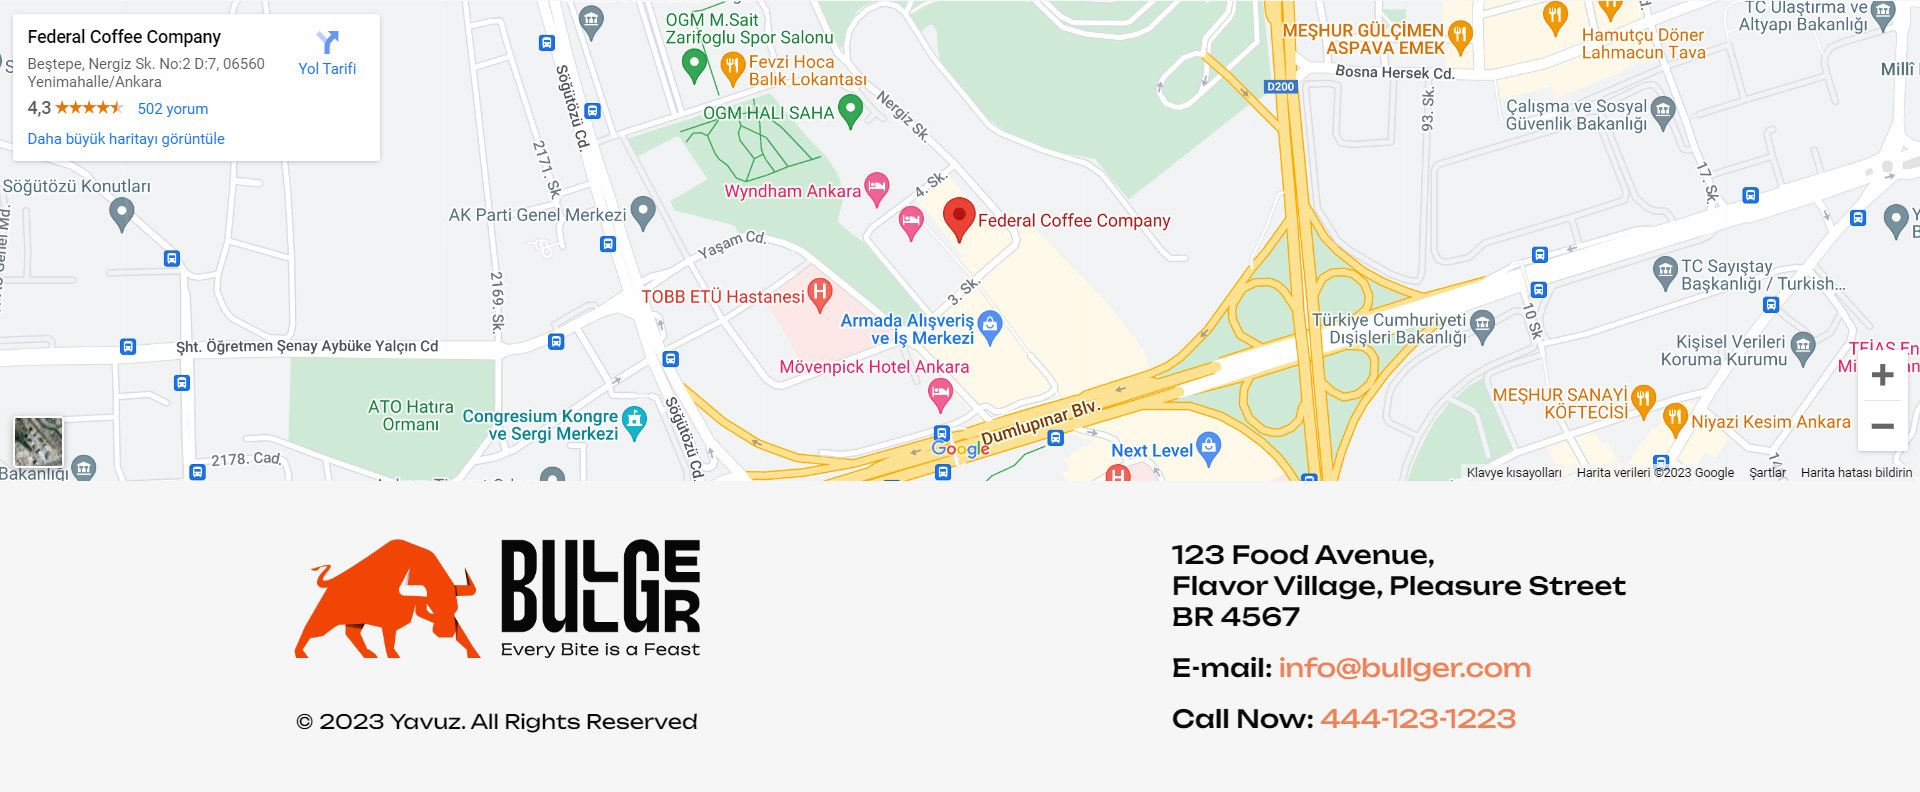 Federal Coffee Company
Beştepe, Nergiz Sk. No:2 D:7, 06560
Yenimahalle/Ankara
Yol Tarifi
4,3
502 yorum
Daha büyük haritayı görüntüle
OGM M.Sait
Zarifoglu Spor Salonu
Fevzi Hoca
Balık Lokantası
OGM-HALI SAHA
Söğütözü Cd.
2171. Sk.
Nergiz Sk.
MEŞHUR GÜLÇİMEN
ASPAVA EMEK
Hamutçu Döner
Lahmacun Tava
TC Ulaştırma ve
Altyapı Bakanlığı
Bosna Hersek Cd.
D200
93. Sk.
Millî
Çalışma ve Sosyal
Güvenlik Bakanlığı
17. Sk.
Söğütözü Konutları
AK Parti Genel Merkezi
Wyndham Ankara
4. Sk.
Federal Coffee Company
Yaşam Cd.
2169. Sk.
TOBB ETÜ Hastanesi
3. Sk.
Armada Alışveriş
ve İş Merkezi
Mövenpick Hotel Ankara
TC Sayıştay
Başkanlığı / Turkish...
Türkiye Cumhuriyeti
Dışişleri Bakanlığı
10 Sk
Kişisel Verileri
Koruma Kurumu
Şht. Öğretmen Şenay Aybüke Yalçın Cd
ATO Hatıra
Ormanı
Congresium Kongre
ve Sergi Merkezi
Söğütözü Cd.
Dumlupınar Blv.
Google
Next Level
MEŞHUR SANAYİ
KÖFTECİSİ
Niyazi Kesim Ankara
2178. Cad.
Bakanlığı
Klavye kısayolları
Harita verileri ©2023 Google
Şartlar
Harita hatası bildirin
BULLGER
Every Bite is a Feast
© 2023 Yavuz. All Rights Reserved
123 Food Avenue,
Flavor Village, Pleasure Street
BR 4567
E-mail: info@bullger.com
Call Now: 444-123-1223